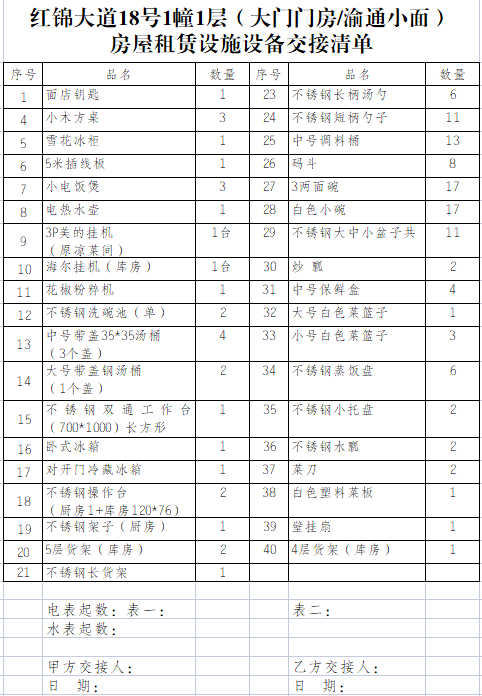 红锦大道18号1幢1层（大门门房/渝通小面）
房屋租赁设施设备交接清单
序号 品名 数量 序号 品名 数量
1 面店钥匙 1 23 不锈钢长柄汤勺 6
4 小木方桌 3 24 不锈钢短柄勺子 11
5 雪花冰柜 1 25 中号调料桶 13
6 5米插线板 1 26 码斗 8
7 小电饭煲 3 27 3两面碗 17
8 电热水壶 1 28 白色小碗 17
9 3P美的挂机 1台 29 不锈钢大中小盆子共 11
（原凉菜间）
10 海尔挂机（库房） 1台 30 炒瓢 2
11 花椒粉粹机 1 31 中号保鲜盒 4
12 不锈钢洗碗池（单） 2 32 大号白色菜篮子 1
13 中号带盖35*35汤桶 4 33 小号白色菜篮子 3
（3个盖）
14 大号带盖钢汤桶 2 34 不锈钢蒸饭盘 6
（1个盖）
15 不锈钢双通工作台 1 35 不锈钢小托盘 2
（700*1000）长方形
16 卧式冰箱 1 36 不锈钢水瓢 2
17 对开门冷藏冰箱 1 37 菜刀 2
18 不锈钢操作台 2 38 白色塑料菜板 1
（厨房1+库房120*76）
19 不锈钢架子（厨房） 1 39 壁挂扇 1
20 5层货架（库房） 2 40 4层货架（库房） 1
21 不锈钢长货架 1
电表起数：表一： 表二：
水表起数：
甲方交接人： 乙方交接人：
日 期： 日 期：